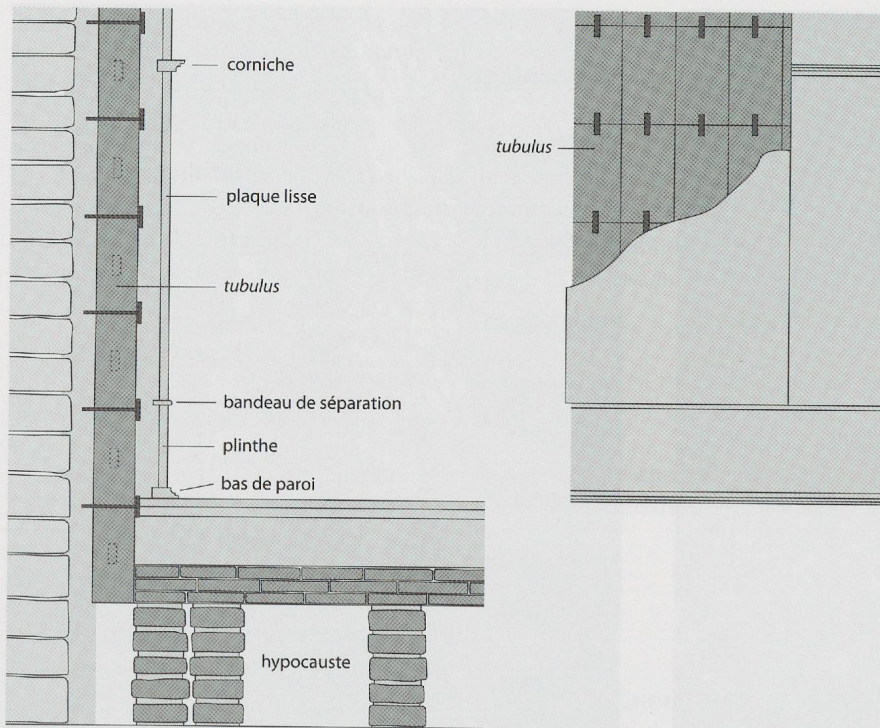 corniche
plaque lisse
tubulus
bandeau de séparation
plinthe
bas de paroi
hypocauste
tubulus